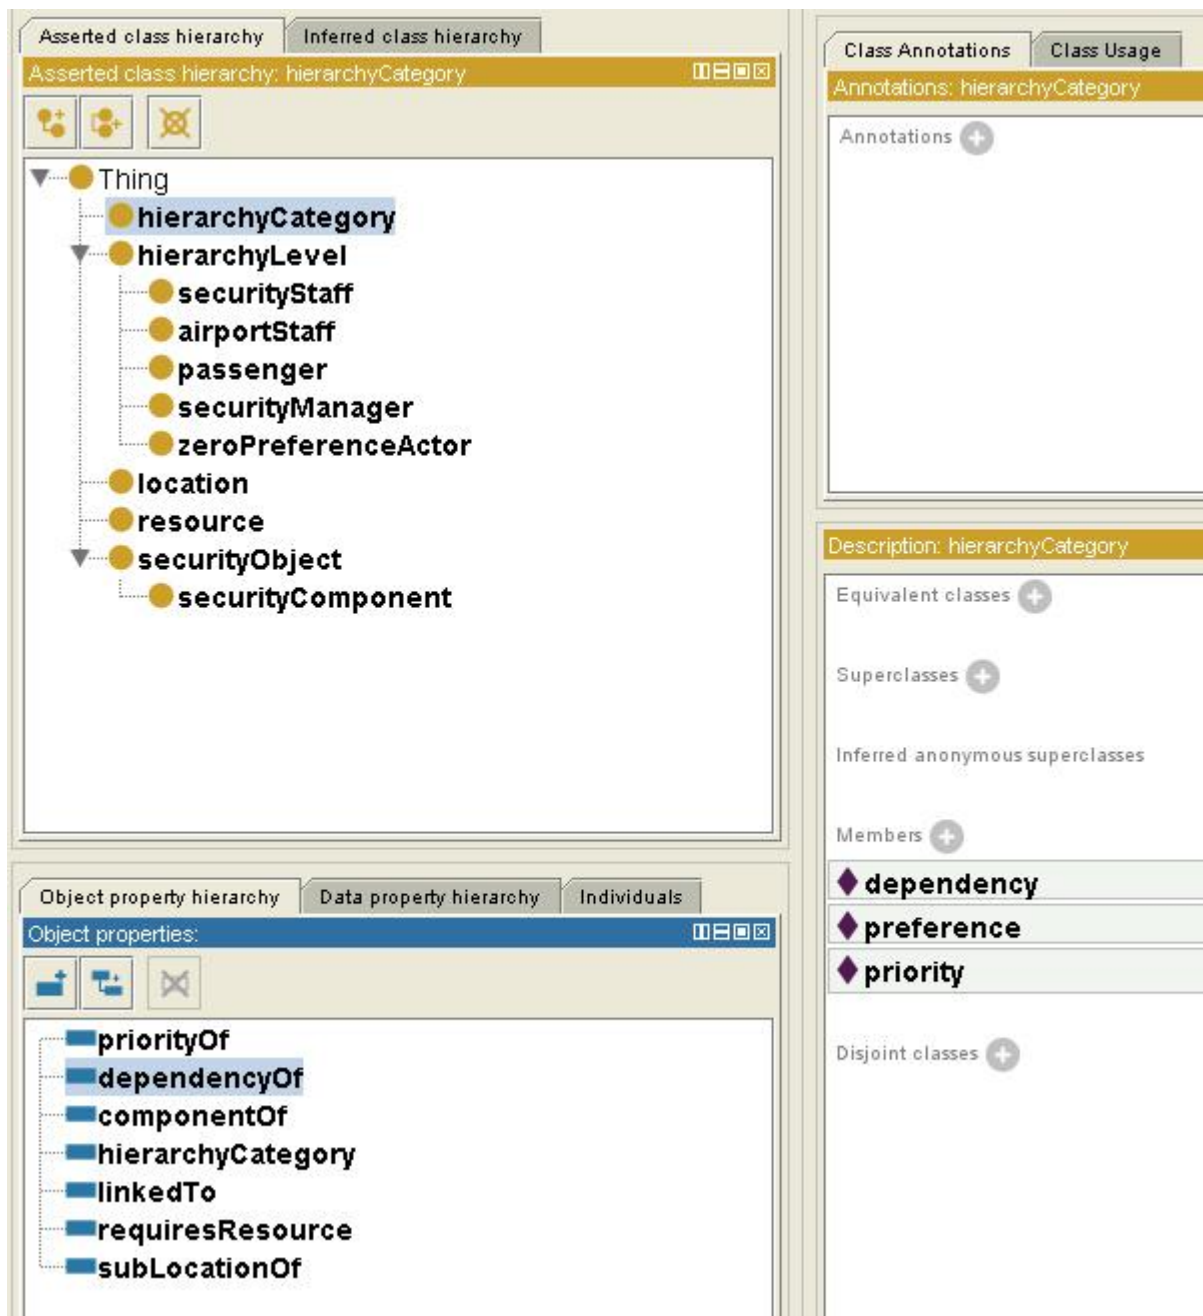 Asserted class hierarchy
Inferred class hierarchy
Asserted class hierarchy: hierarchyCategory
Thing
hierarchyCategory
hierarchyLevel
securityStaff
airportStaff
passenger
securityManager
zeroPreferenceActor
location
resource
securityObject
securityComponent
Object property hierarchy
Data property hierarchy
Individuals
Object properties:
priorityOf
dependencyOf
componentOf
hierarchyCategory
linkedTo
requiresResource
subLocationOf
Class Annotations
Class Usage
Annotations: hierarchyCategory
Annotations
Description: hierarchyCategory
Equivalent classes
Superclasses
Inferred anonymous superclasses
Members
dependency
preference
priority
Disjoint classes